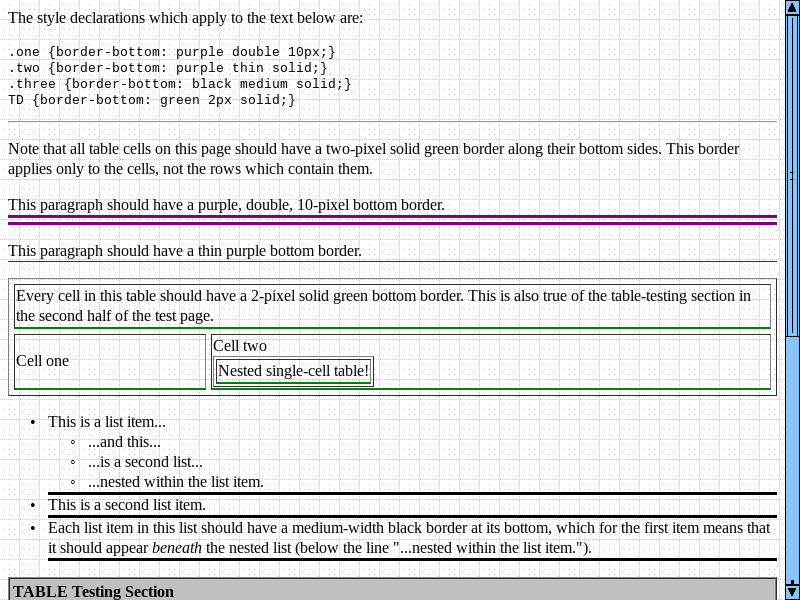 The style declarations which apply to the text below are:
.one {border-bottom: purple double 10px;}
.two {border-bottom: purple thin solid;}
.three {border-bottom: black medium solid;}
TD {border-bottom: green 2px solid;}
Note that all table cells on this page should have a two-pixel solid green border along their bottom sides. This border
applies only to the cells, not the rows which contain them.
This paragraph should have a purple, double, 10-pixel bottom border.
This paragraph should have a thin purple bottom border.
Every cell in this table should have a 2-pixel solid green bottom border. This is also true of the table-testing section in
the second half of the test page.
Cell one
Cell two
Nested single-cell table!
• This is a list item...
◦ ...and this...
◦ ...is a second list...
◦ ...nested within the list item.
• This is a second list item.
• Each list item in this list should have a medium-width black border at its bottom, which for the first item means that
it should appear beneath the nested list (below the line "...nested within the list item.").
TABLE Testing Section